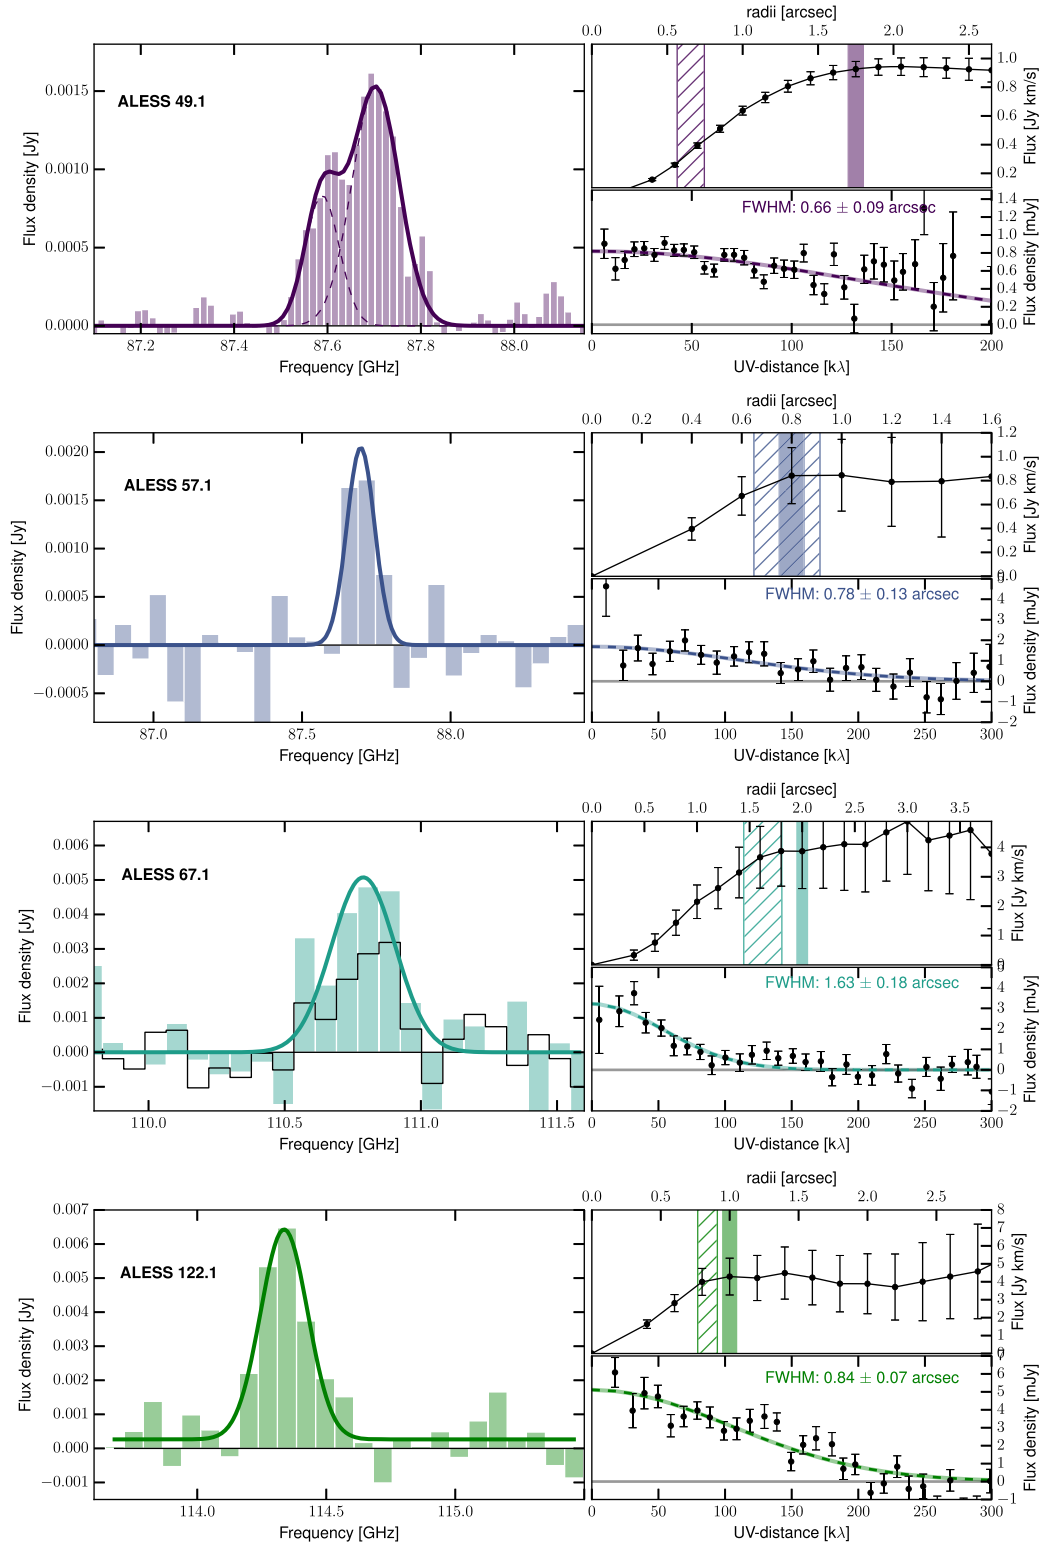 radii [arcsec]
0.0 0.5 1.0 1.5 2.0 2.5
ALESS 49.1
0.0015
0.0010
0.0005
0.0000
Flux density [Jy]
87.2 87.4 87.6 87.8 88.0
Frequency [GHz]
1.0
0.8
0.6
0.4
0.2
Flux [Jy km/s]
FWHM: 0.66 ± 0.09 arcsec
1.4
1.2
1.0
0.8
0.6
0.4
0.2
0.0
Flux density [mJy]
0 50 100 150 200
UV-distance [kλ]
radii [arcsec]
0.0 0.2 0.4 0.6 0.8 1.0 1.2 1.4 1.6
ALESS 57.1
0.0020
0.0015
0.0010
0.0005
0.0000
−0.0005
Flux density [Jy]
87.0 87.5 88.0
Frequency [GHz]
1.2
1.0
0.8
0.6
0.4
0.2
0.0
Flux [Jy km/s]
FWHM: 0.78 ± 0.13 arcsec
5
4
3
2
1
0
−1
−2
Flux density [mJy]
0 50 100 150 200 250 300
UV-distance [kλ]
radii [arcsec]
0.0 0.5 1.0 1.5 2.0 2.5 3.0 3.5
ALESS 67.1
0.006
0.005
0.004
0.003
0.002
0.001
0.000
−0.001
Flux density [Jy]
110.0 110.5 111.0 111.5
Frequency [GHz]
4
3
2
1
0
Flux [Jy km/s]
FWHM: 1.63 ± 0.18 arcsec
5
4
3
2
1
0
−1
−2
Flux density [mJy]
0 50 100 150 200 250 300
UV-distance [kλ]
radii [arcsec]
0.0 0.5 1.0 1.5 2.0 2.5
ALESS 122.1
0.007
0.006
0.005
0.004
0.003
0.002
0.001
0.000
−0.001
Flux density [Jy]
114.0 114.5 115.0
Frequency [GHz]
8
7
6
5
4
3
2
1
0
Flux [Jy km/s]
FWHM: 0.84 ± 0.07 arcsec
7
6
5
4
3
2
1
0
−1
Flux density [mJy]
0 50 100 150 200 250 300
UV-distance [kλ]